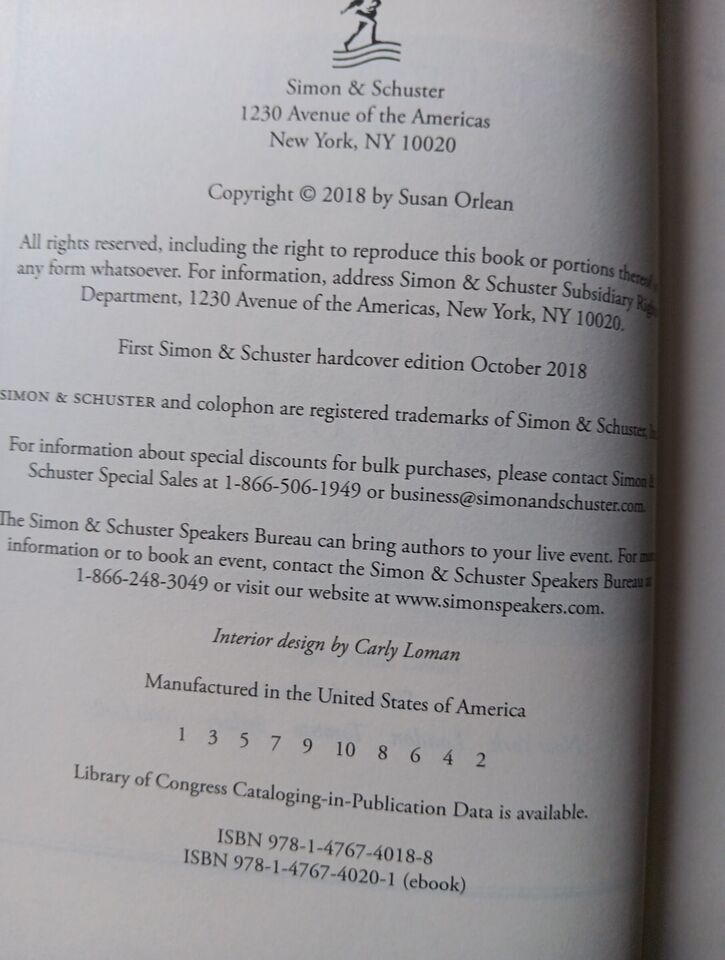 Simon & Schuster
1230 Avenue of the Americas
New York, NY 10020
Copyright © 2018 by Susan Orlean
All rights reserved, including the right to reproduce this book or portions thereof
any form whatsoever. For information, address Simon & Schuster Subsidiary
Department, 1230 Avenue of the Americas, New York, NY 10020.
First Simon & Schuster hardcover edition October 2018
SIMON & SCHUSTER and colophon are registered trademarks of Simon & Schuster,
For information about special discounts for bulk purchases, please contact Simon &
Schuster Special Sales at 1-866-506-1949 or business@simonandschuster.com.
The Simon & Schuster Speakers Bureau can bring authors to your live event. For
information or to book an event, contact the Simon & Schuster Speakers Bureau
1-866-248-3049 or visit our website at www.simonspeakers.com.
Interior design by Carly Loman
Manufactured in the United States of America
1 3 5 7 9 10 8 6 4 2
Library of Congress Cataloging-in-Publication Data is available.
ISBN 978-1-4767-4018-8
ISBN 978-1-4767-4020-1 (ebook)